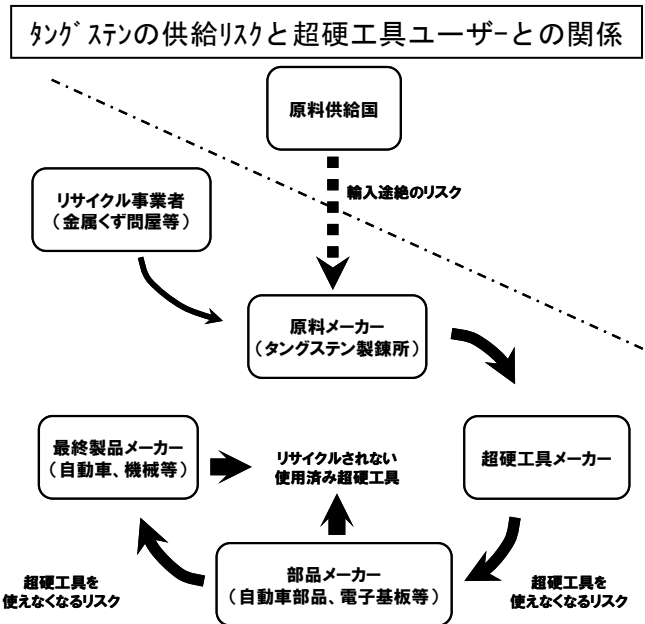 ﾀﾝｸﾞｽﾃﾝの供給ﾘｽｸと超硬工具ユーザーとの関係
原料供給国
輸入途絶のリスク
リサイクル事業者
（金属くず問屋等）
原料メーカー
（タングステン製錬所）
最終製品メーカー
（自動車、機械等）
リサイクルされない
使用済み超硬工具
超硬工具メーカー
部品メーカー
（自動車部品、電子基板等）
超硬工具を
使えなくなるリスク
超硬工具を
使えなくなるリスク